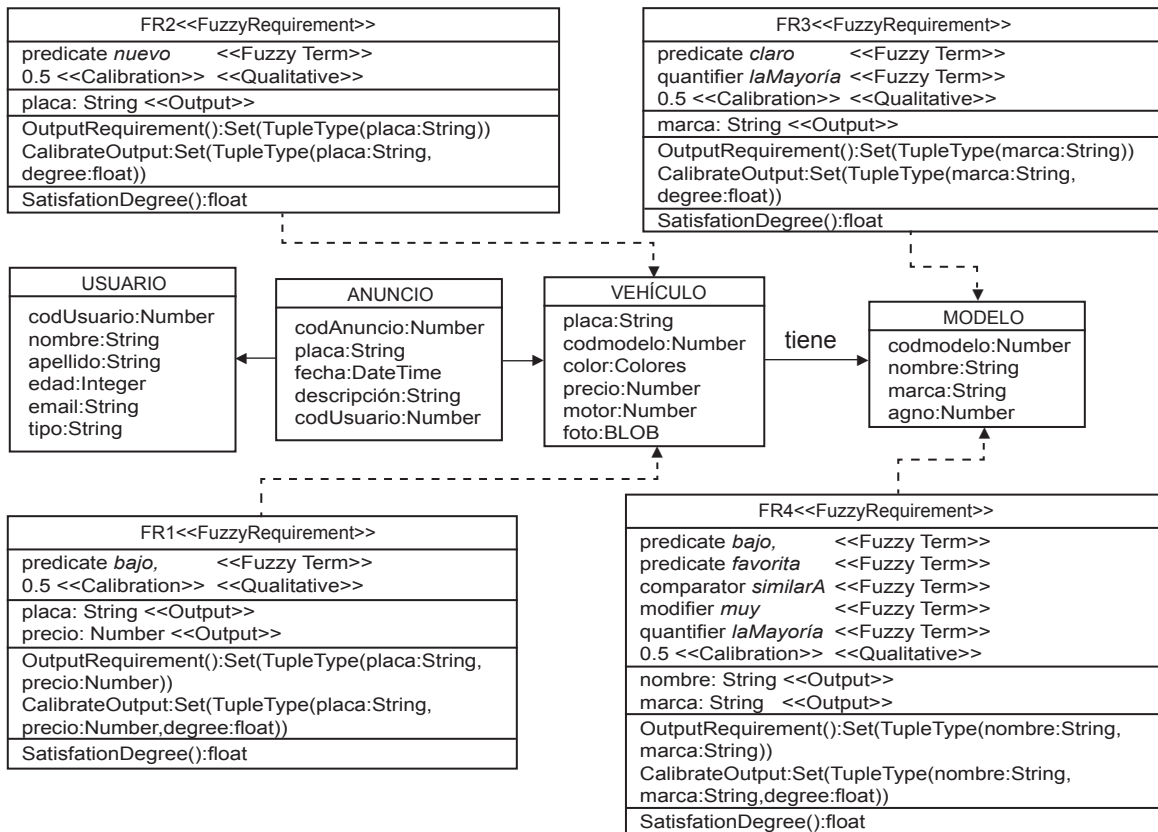 FR2<<FuzzyRequirement>>
predicate nuevo <<Fuzzy Term>>
0.5 <<Calibration>> <<Qualitative>>
placa: String <<Output>>
OutputRequirement():Set(TupleType(placa:String))
CalibrateOutput:Set(TupleType(placa:String,
degree:float))
SatisfationDegree():float
FR3<<FuzzyRequirement>>
predicate claro <<Fuzzy Term>>
quantifier laMayoría <<Fuzzy Term>>
0.5 <<Calibration>> <<Qualitative>>
marca: String <<Output>>
OutputRequirement():Set(TupleType(marca:String))
CalibrateOutput:Set(TupleType(marca:String,
degree:float))
SatisfationDegree():float
USUARIO
codUsuario:Number
nombre:String
apellido:String
edad:Integer
email:String
tipo:String
ANUNCIO
codAnuncio:Number
placa:String
fecha:DateTime
descripción:String
codUsuario:Number
VEHÍCULO
placa:String
codmodelo:Number
color:Colores
precio:Number
motor:Number
foto:BLOB
tiene
MODELO
codmodelo:Number
nombre:String
marca:String
agno:Number
FR1<<FuzzyRequirement>>
predicate bajo, <<Fuzzy Term>>
0.5 <<Calibration>> <<Qualitative>>
placa: String <<Output>>
precio: Number <<Output>>
OutputRequirement():Set(TupleType(placa:String,
precio:Number))
CalibrateOutput:Set(TupleType(placa:String,
precio:Number,degree:float))
SatisfationDegree():float
FR4<<FuzzyRequirement>>
predicate bajo, <<Fuzzy Term>>
predicate favorita <<Fuzzy Term>>
comparator similarA <<Fuzzy Term>>
modifier muy <<Fuzzy Term>>
quantifier laMayoría <<Fuzzy Term>>
0.5 <<Calibration>> <<Qualitative>>
nombre: String <<Output>>
marca: String <<Output>>
OutputRequirement():Set(TupleType(nombre:String,
marca:String))
CalibrateOutput:Set(TupleType(nombre:String,
marca:String,degree:float))
SatisfationDegree():float